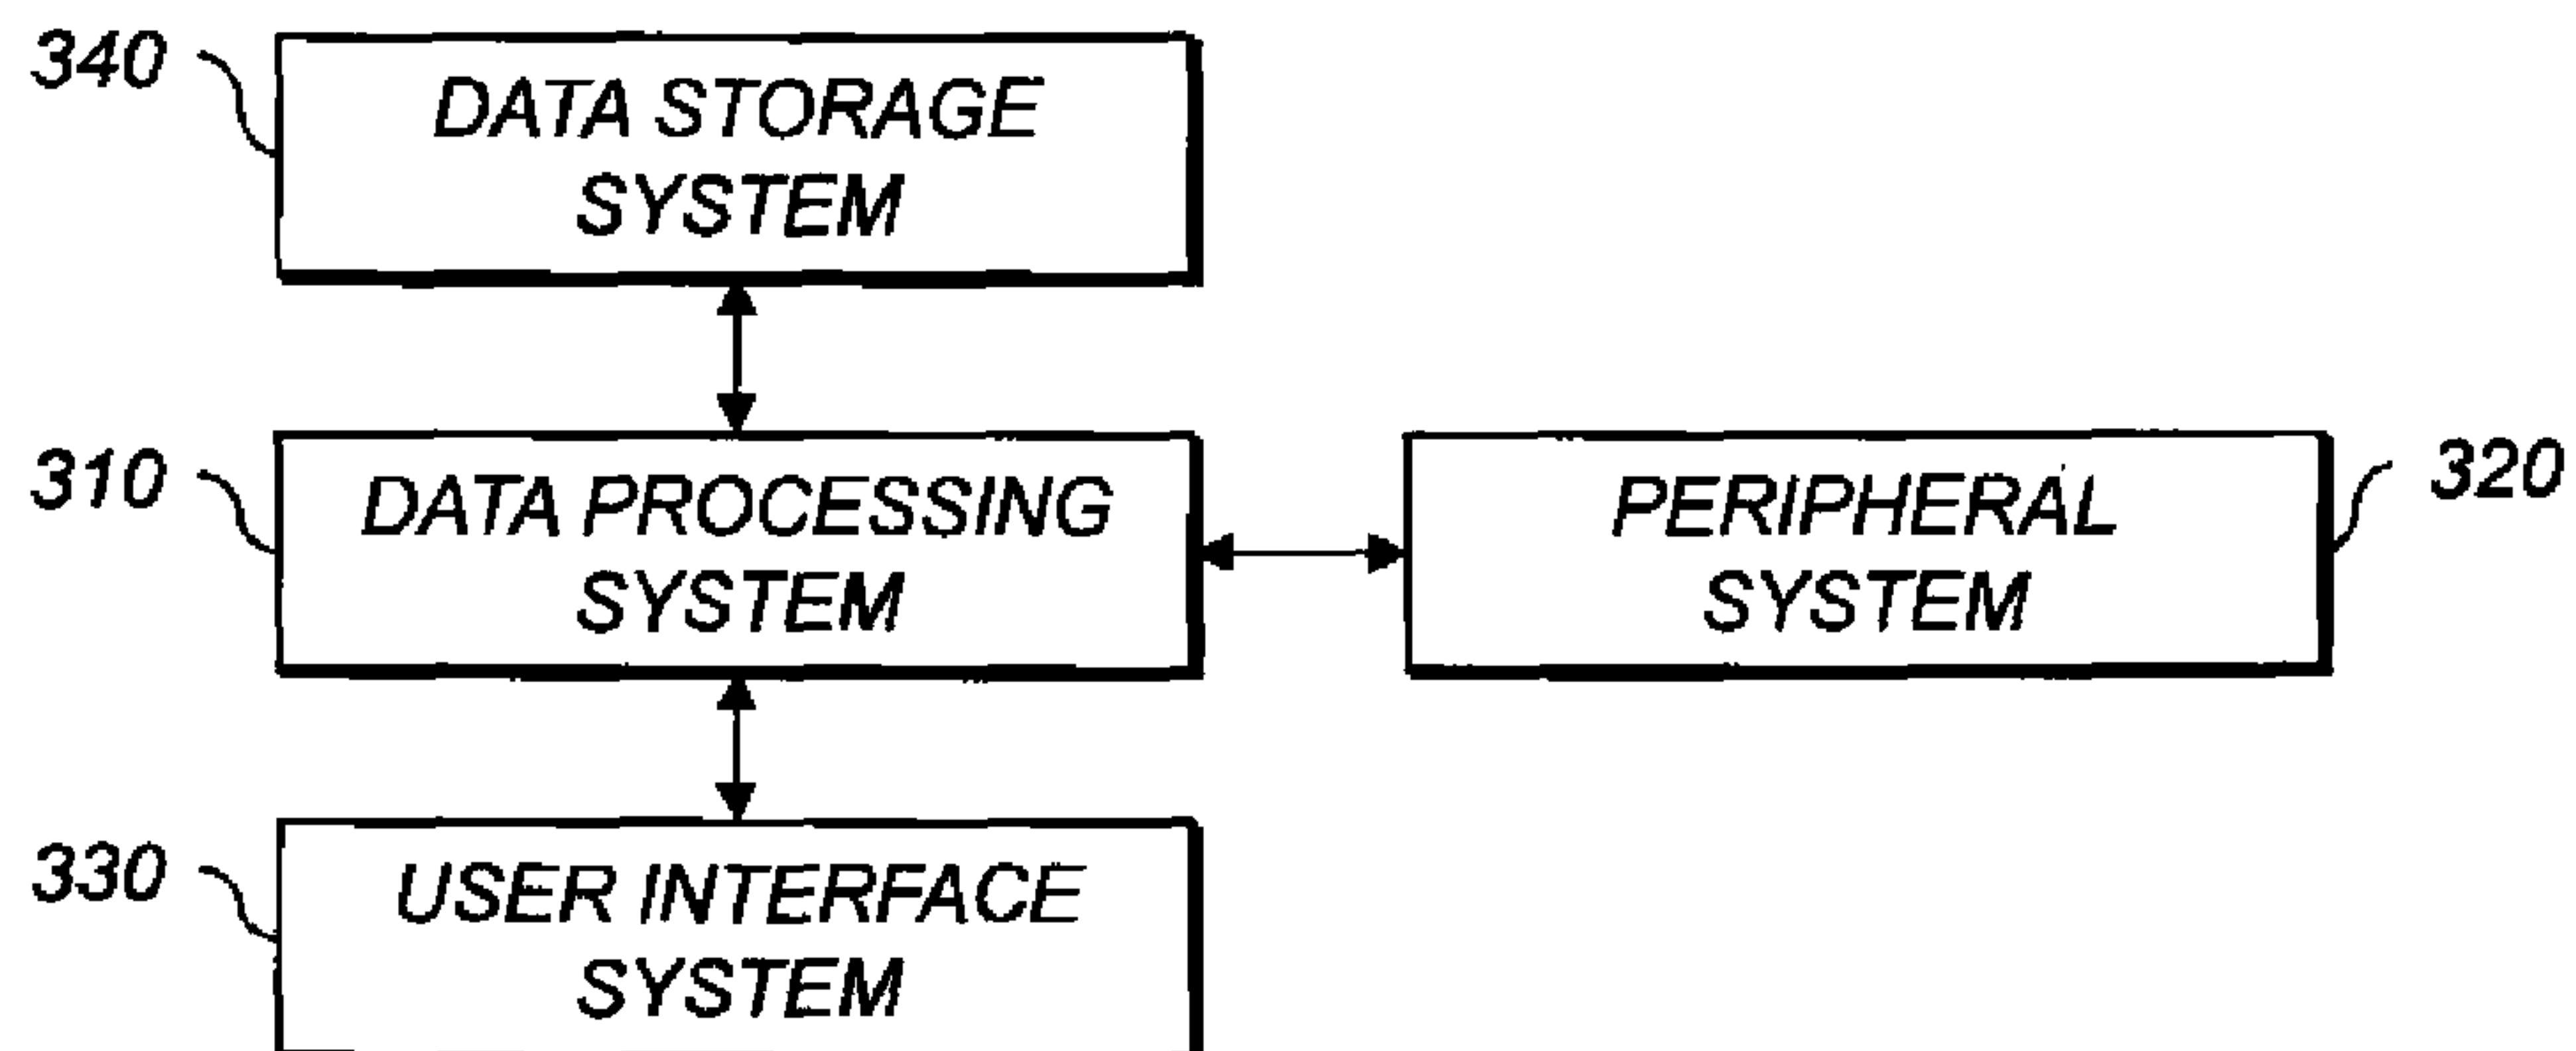 340
DATA STORAGE
SYSTEM
310
DATA PROCESSING
SYSTEM
PERIPHERAL
SYSTEM
320
330
USER INTERFACE
SYSTEM